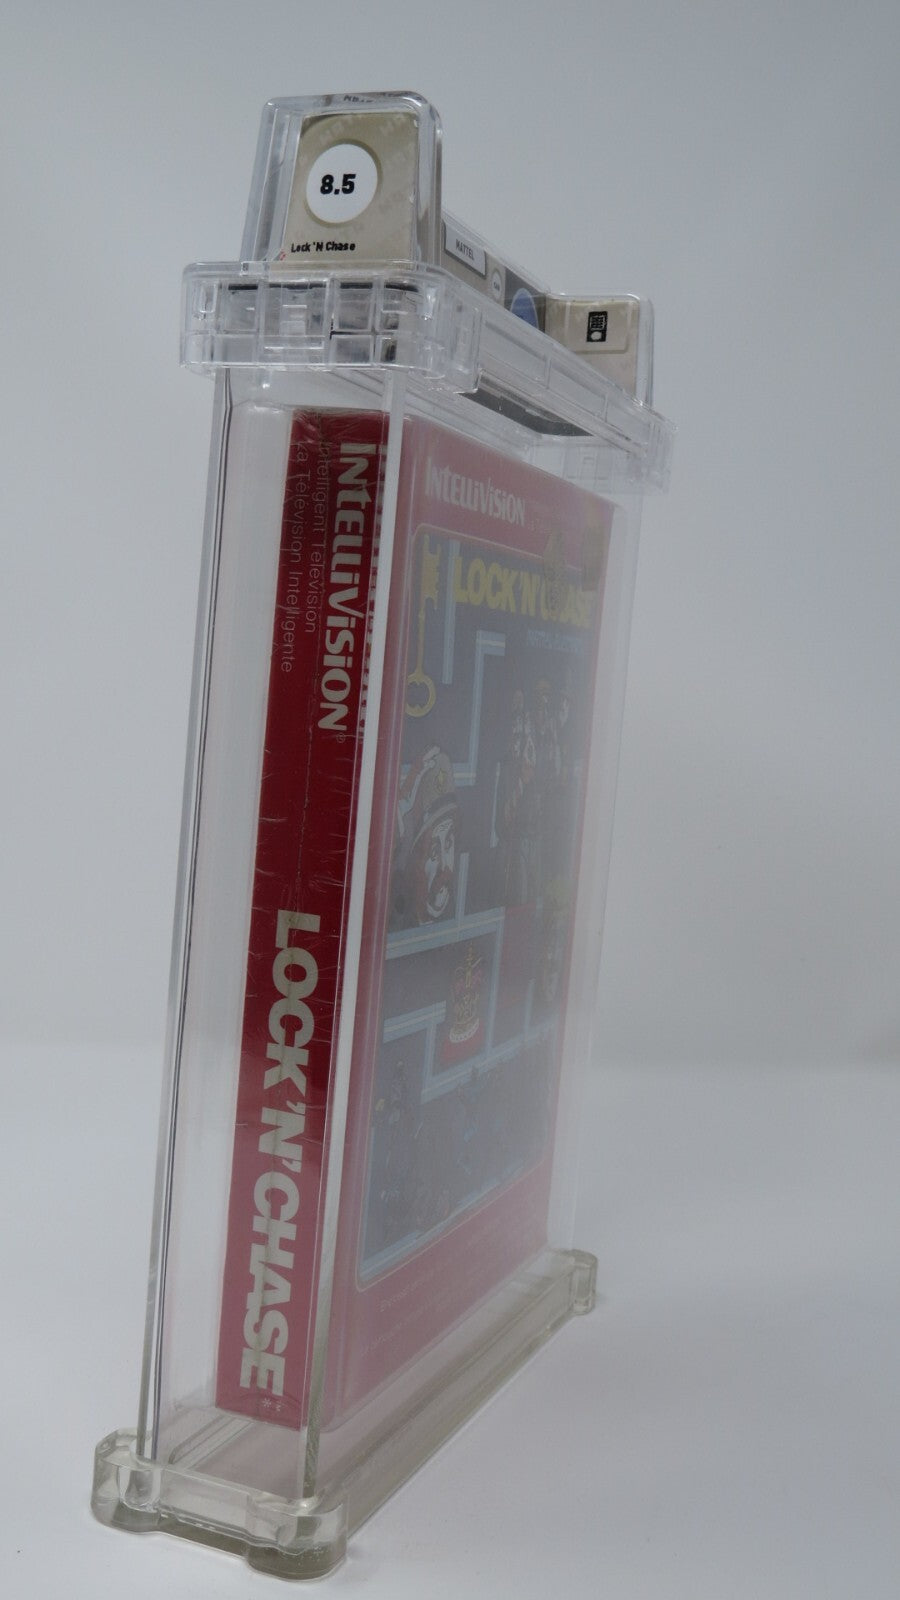 8.5
Lock 'N Chase
MATTEL
INTELLIVISION®
Intelligent Television
La Télévision Intelligente
LOCK'N'CHASE**
INTELLIVISION
LOCK'N'CHASE